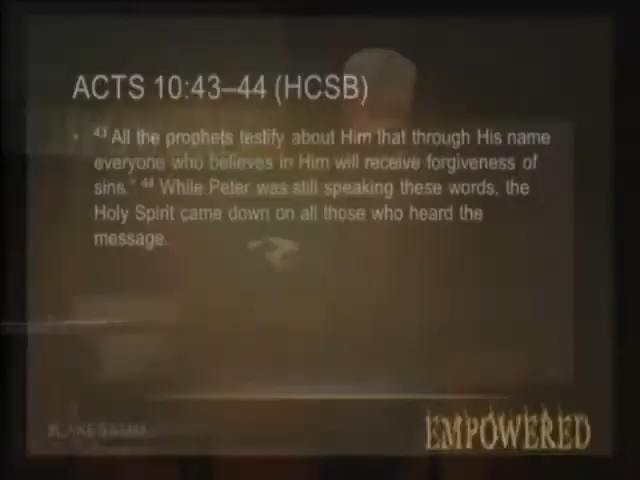 ACTS 10:43–44 (HCSB)
• ⁴³ All the prophets testify about Him that through His name
everyone who believes in Him will receive forgiveness of
sins." ⁴⁴ While Peter was still speaking these words, the
Holy Spirit came down on all those who heard the
message.
EMPOWERED